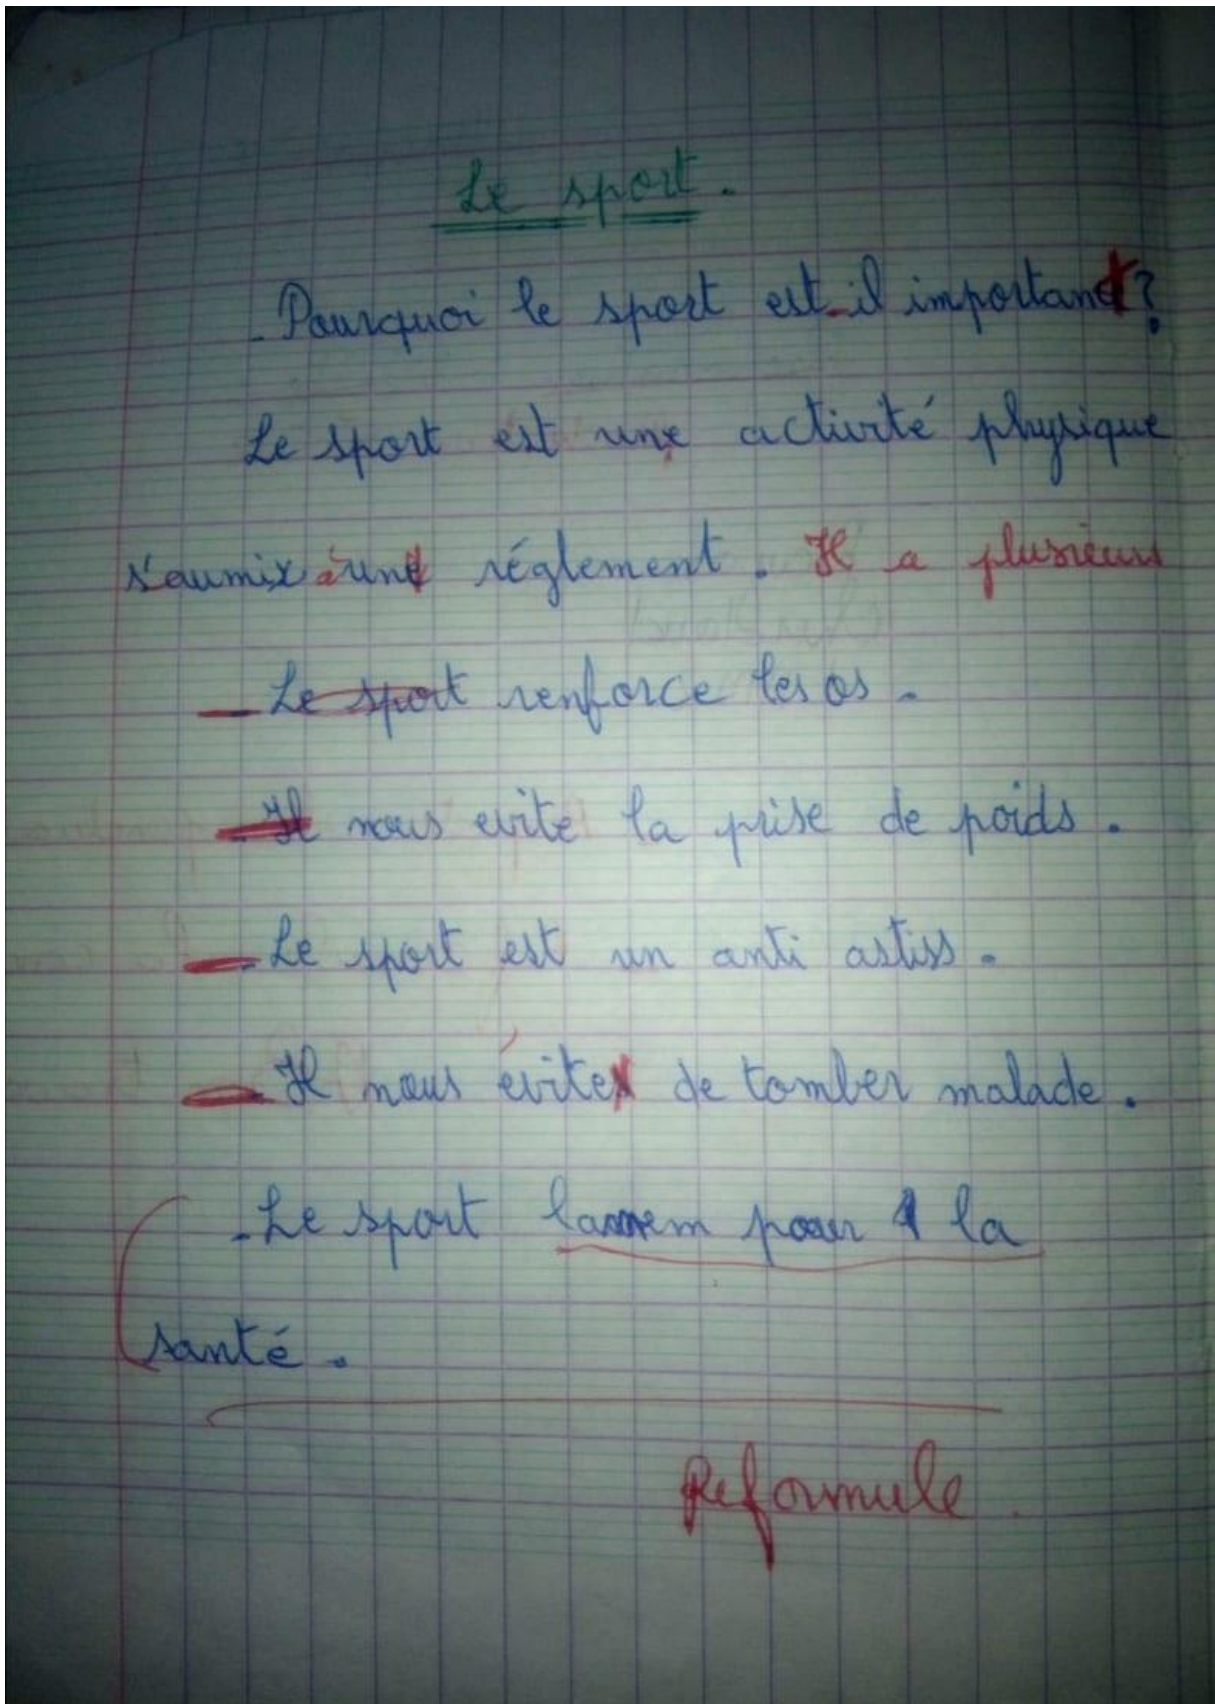 Le sport.
- Pourquoi le sport est-il important?
Le sport est une activité physique
s'aumix à un réglement. Il a plusieurs
Le sport renforce les os.
- Il nous evite la prise de poids.
- Le sport est un anti astiss.
- Il nous évite de tomber malade.
- Le sport pour la
santé.
Reformule